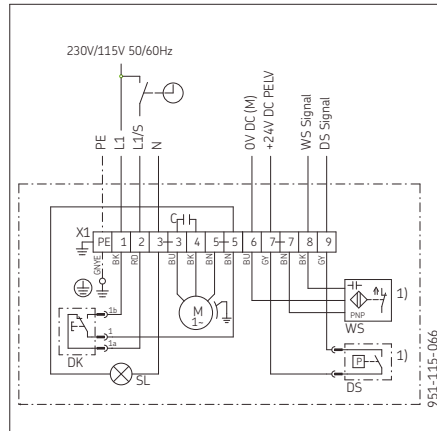 230V/115V 50/60Hz
PE
L1
L1/S
N
0V DC (M)
+24V DC PELV
WS Signal
DS Signal
C
X1
PE 1 2 3 3 4 5 5 6 7 7 8 9
GNYE BK RD BU BK BN BN BU GY BN BK GY
1b
1
1a
DK
M
1~
SL
PNP
WS
1)
P
DS
1)
951-115-066